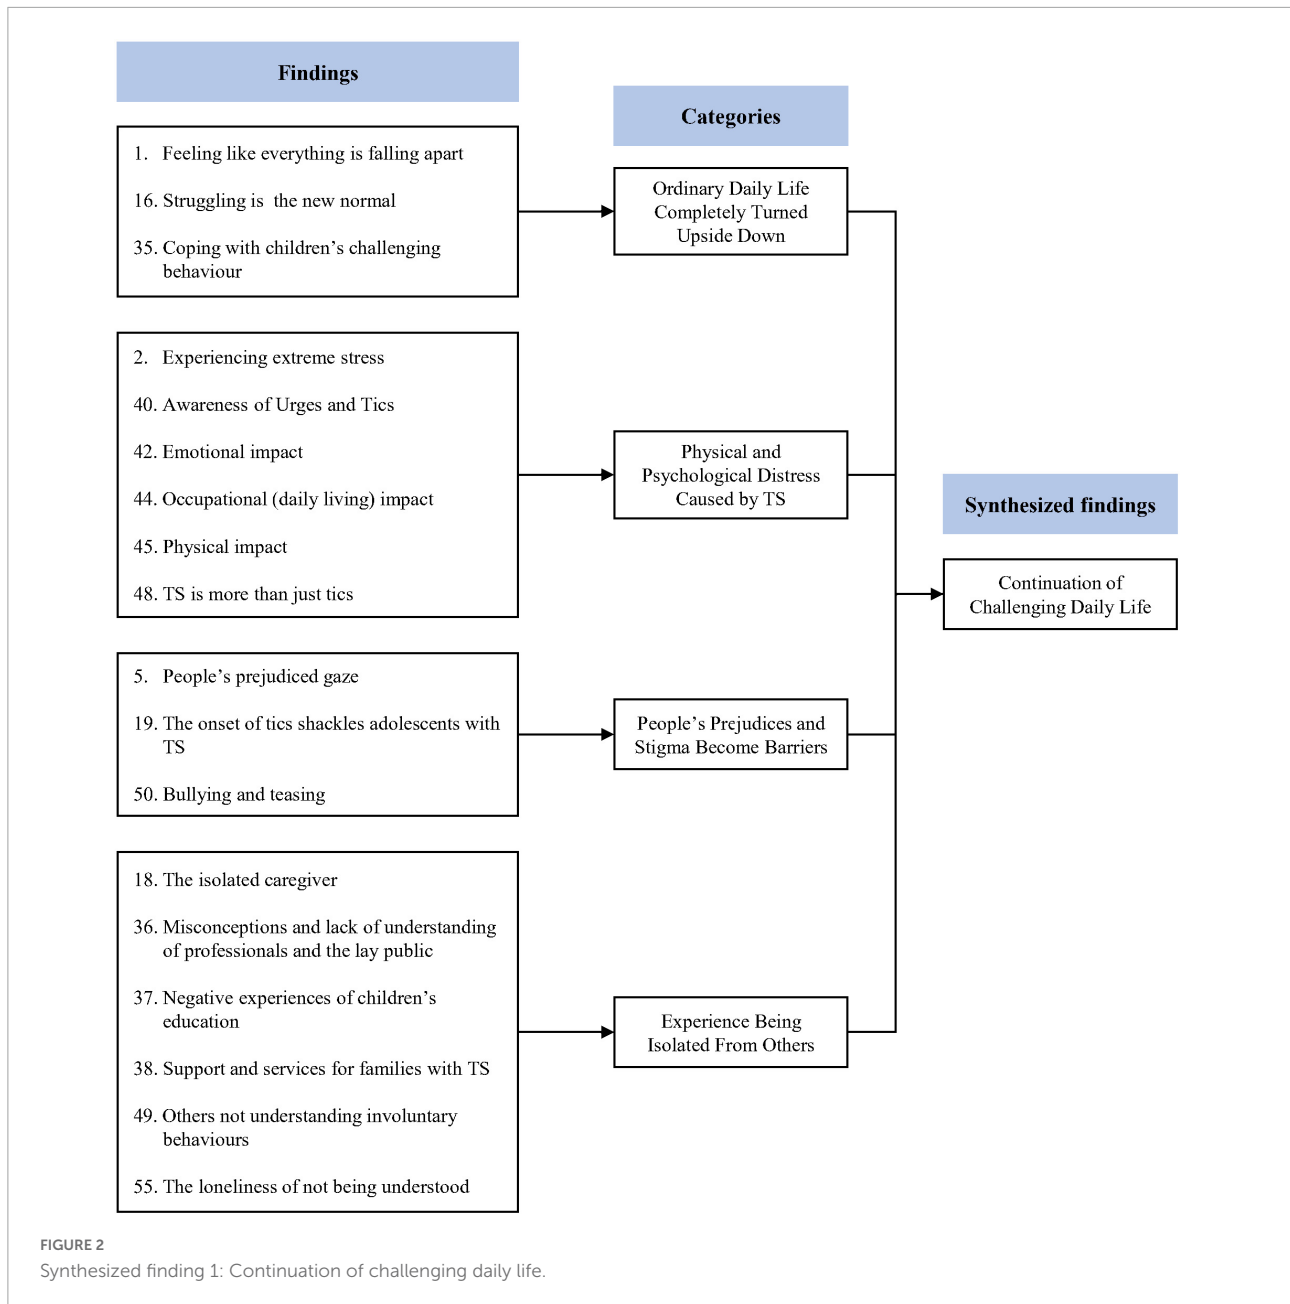 Findings
1. Feeling like everything is falling apart
16. Struggling is the new normal
35. Coping with children’s challenging
behaviour
2. Experiencing extreme stress
40. Awareness of Urges and Tics
42. Emotional impact
44. Occupational (daily living) impact
45. Physical impact
48. TS is more than just tics
5. People’s prejudiced gaze
19. The onset of tics shackles adolescents with
TS
50. Bullying and teasing
18. The isolated caregiver
36. Misconceptions and lack of understanding
of professionals and the lay public
37. Negative experiences of children’s
education
38. Support and services for families with TS
49. Others not understanding involuntary
behaviours
55. The loneliness of not being understood
Categories
Ordinary Daily Life
Completely Turned
Upside Down
Physical and
Psychological Distress
Caused by TS
People’s Prejudices and
Stigma Become Barriers
Experience Being
Isolated From Others
Synthesized findings
Continuation of
Challenging Daily Life
FIGURE 2
Synthesized finding 1: Continuation of challenging daily life.